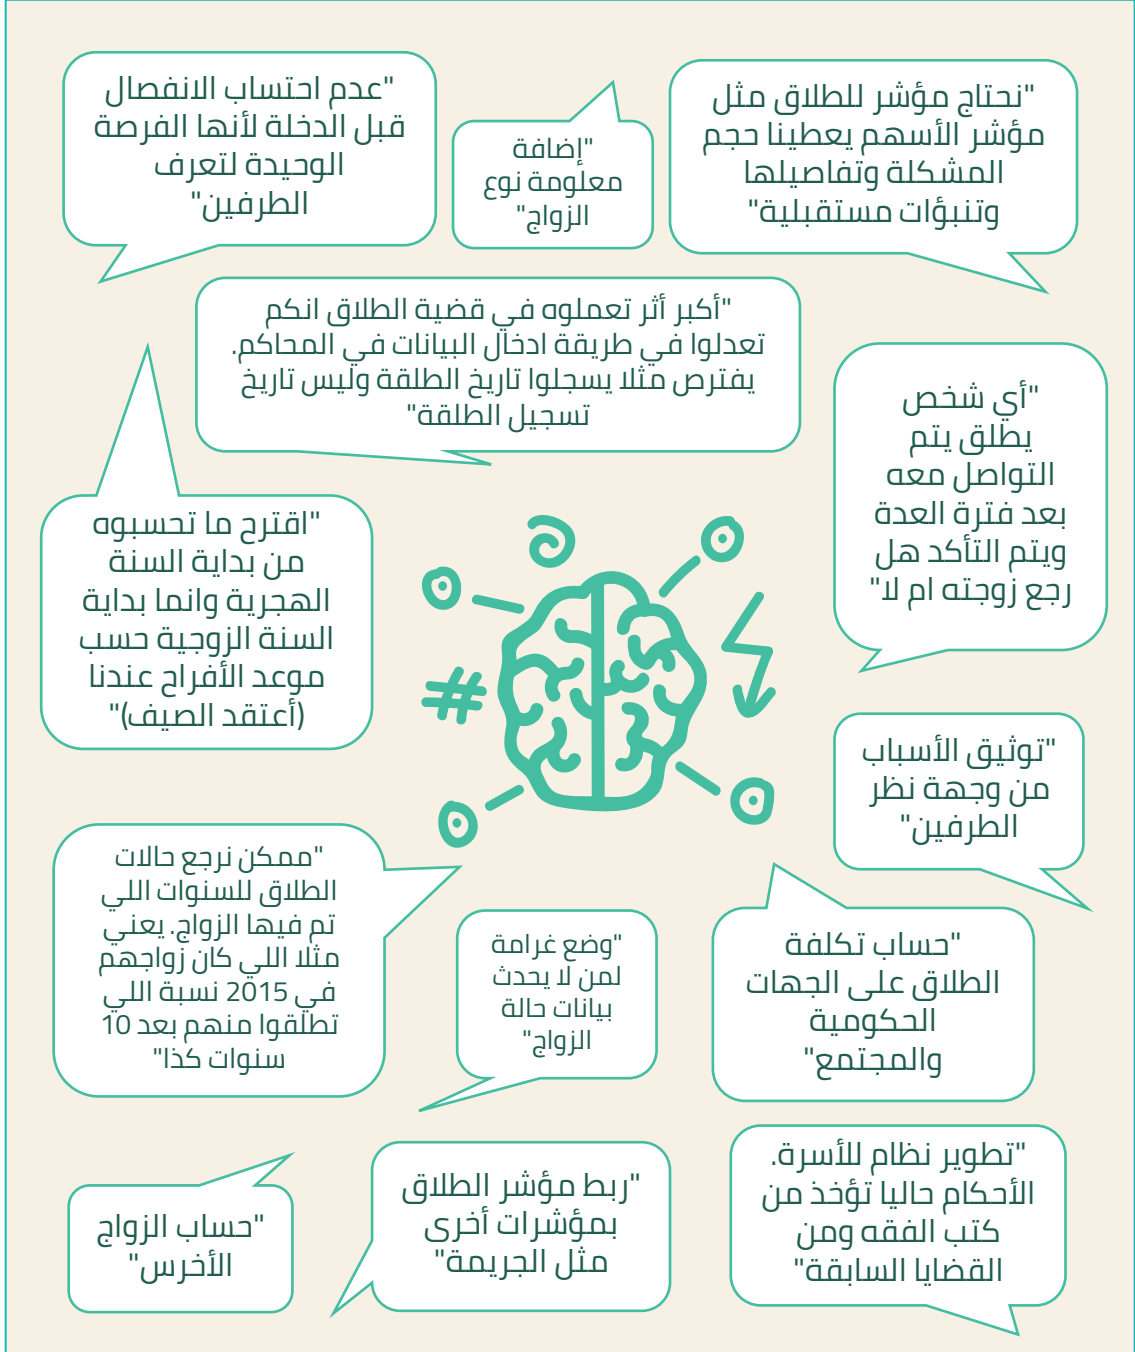 "نحتاج مؤشر للطلاق مثل
مؤشر الأسهم يعطينا حجم
المشكلة وتفاصيلها
وتنبؤات مستقبلية"
"إضافة
معلومة نوع
الزواج"
"عدم احتساب الانفصال
قبل الدخلة لأنها الفرصة
الوحيدة لتعرف
الطرفين"
"أكبر أثر تعملوه في قضية الطلاق انكم
تعدلوا في طريقة ادخال البيانات في المحاكم.
يفترص مثلا يسجلوا تاريخ الطلقة وليس تاريخ
تسجيل الطلقة"
"أي شخص
يطلق يتم
التواصل معه
بعد فترة العدة
ويتم التأكد هل
رجع زوجته ام لا"
"اقترح ما تحسبوه
من بداية السنة
الهجرية وانما بداية
السنة الزوجية حسب
موعد الأفراح عندنا
(أعتقد الصيف)"
"توثيق الأسباب
من وجهة نظر
الطرفين"
"ممكن نرجع حالات
الطلاق للسنوات اللي
تم فيها الزواج. يعني
مثلا اللي كان زواجهم
في 2015 نسبة اللي
تطلقوا منهم بعد 10
سنوات كذا"
"وضع غرامة
لمن لا يحدث
بيانات حالة
الزواج"
"حساب تكلفة
الطلاق على الجهات
الحكومية
والمجتمع"
"تطوير نظام للأسرة.
الأحكام حاليا تؤخذ من
كتب الفقه ومن
القضايا السابقة"
"ربط مؤشر الطلاق
بمؤشرات أخرى
مثل الجريمة"
"حساب الزواج
الأخرس"